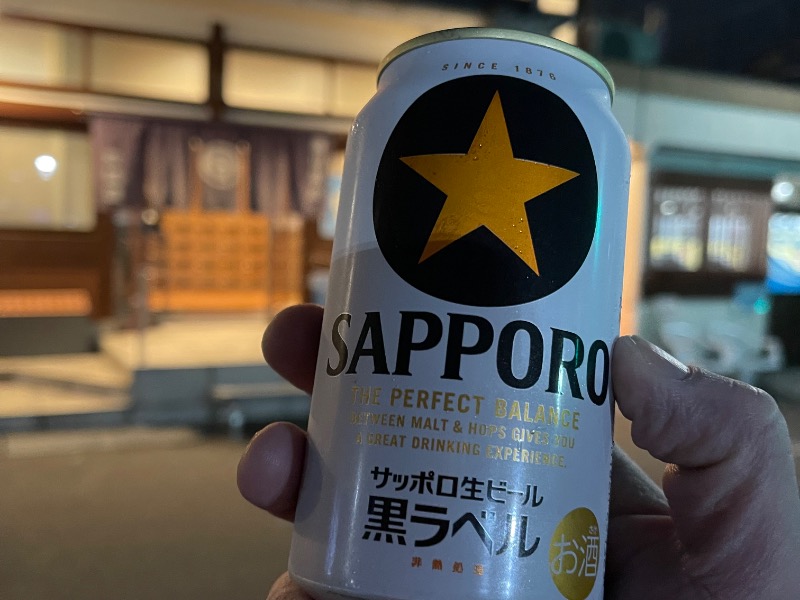 SINCE 1876
SAPPORO
THE PERFECT BALANCE
BETWEEN MALT & HOPS GIVES YOU
A GREAT DRINKING EXPERIENCE.
サッポロ生ビール
黒ラベル
非熱処理
お酒